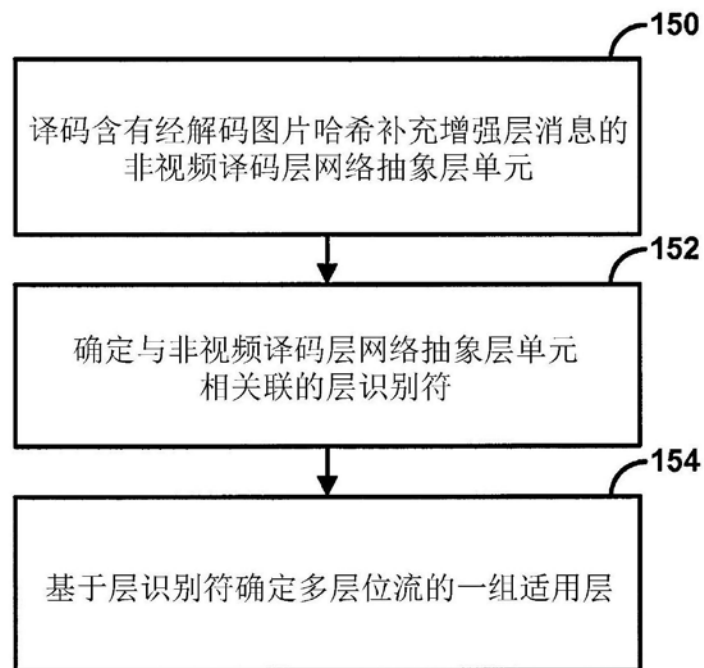 150
译码含有经解码图片哈希补充增强层消息的
非视频译码层网络抽象层单元
152
确定与非视频译码层网络抽象层单元
相关联的层识别符
154
基于层识别符确定多层位流的一组适用层